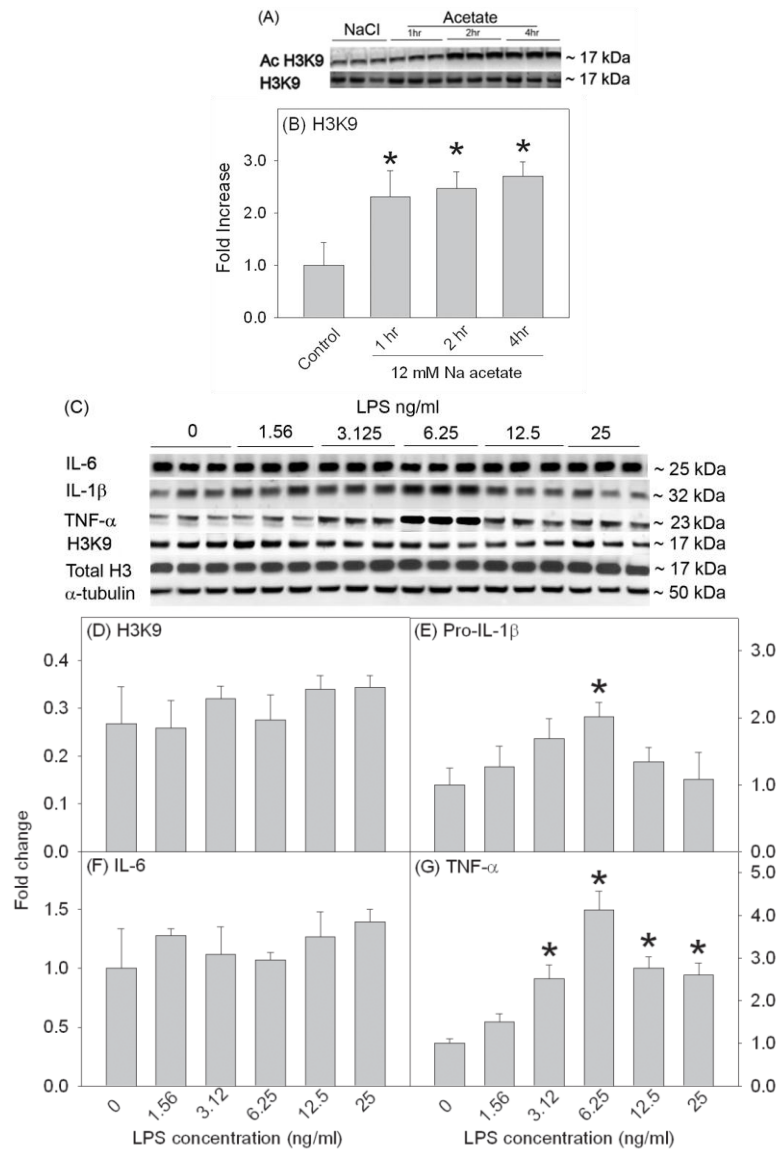 (A)
Acetate
NaCl
1hr 2hr 4hr
Ac H3K9 ~ 17 kDa
H3K9 ~ 17 kDa
(B) H3K9
Fold Increase
3.0
2.0
1.0
0.0
* * *
Control 1 hr 2 hr 4hr
12 mM Na acetate
(C) LPS ng/ml
0 1.56 3.125 6.25 12.5 25
IL-6 ~ 25 kDa
IL-1β ~ 32 kDa
TNF-α ~ 23 kDa
H3K9 ~ 17 kDa
Total H3 ~ 17 kDa
α-tubulin ~ 50 kDa
Fold change
(D) H3K9
0.4
0.3
0.2
0.1
0.0
(E) Pro-IL-1β
3.0
2.0
1.0
0.0
*
(F) IL-6
1.5
1.0
0.5
0.0
0 1.56 3.12 6.25 12.5 25
LPS concentration (ng/ml)
(G) TNF-α
5.0
4.0
3.0
2.0
1.0
0.0
* * * *
0 1.56 3.12 6.25 12.5 25
LPS concentration (ng/ml)